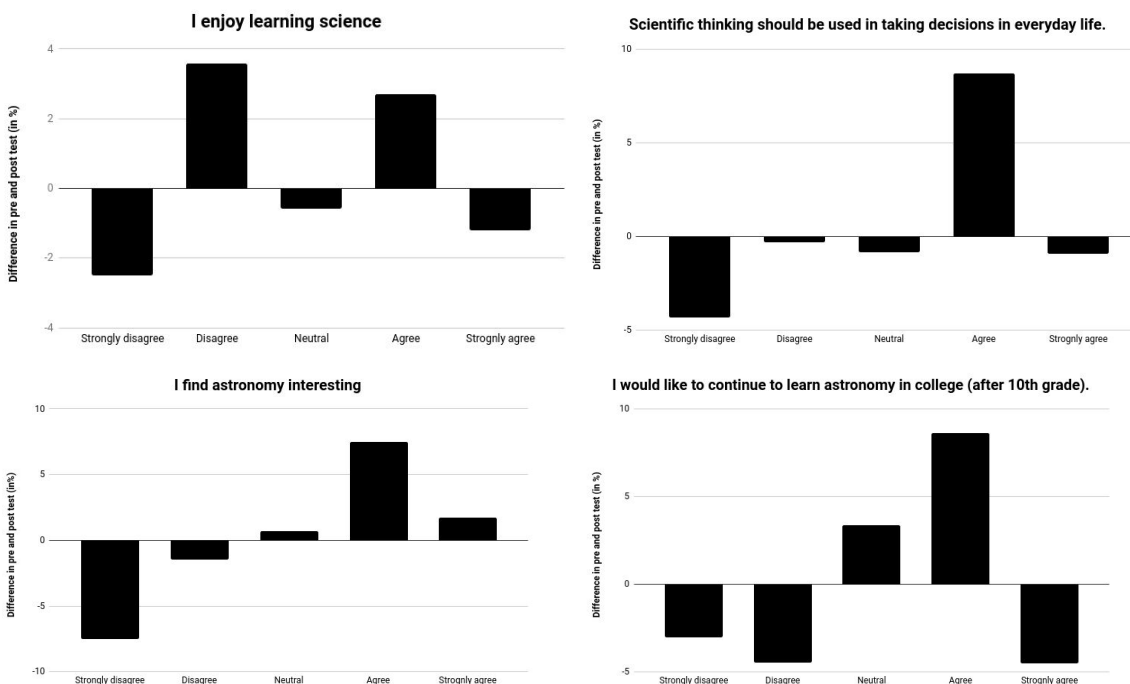 I enjoy learning science
Difference in pre and post test (in %)
4
2
0
-2
-4
Strongly disagree
Disagree
Neutral
Agree
Strognly agree
Scientific thinking should be used in taking decisions in everyday life.
Difference in pre and post test (in %)
10
5
0
-5
Strongly disagree
Disagree
Neutral
Agree
Strognly agree
I find astronomy interesting
Difference in pre and post test (in%)
10
5
0
-5
-10
Strongly disagree
Disagree
Neutral
Agree
Strognly agree
I would like to continue to learn astronomy in college (after 10th grade).
Difference in pre and post test (in %)
10
5
0
-5
Strongly disagree
Disagree
Neutral
Agree
Strognly agree